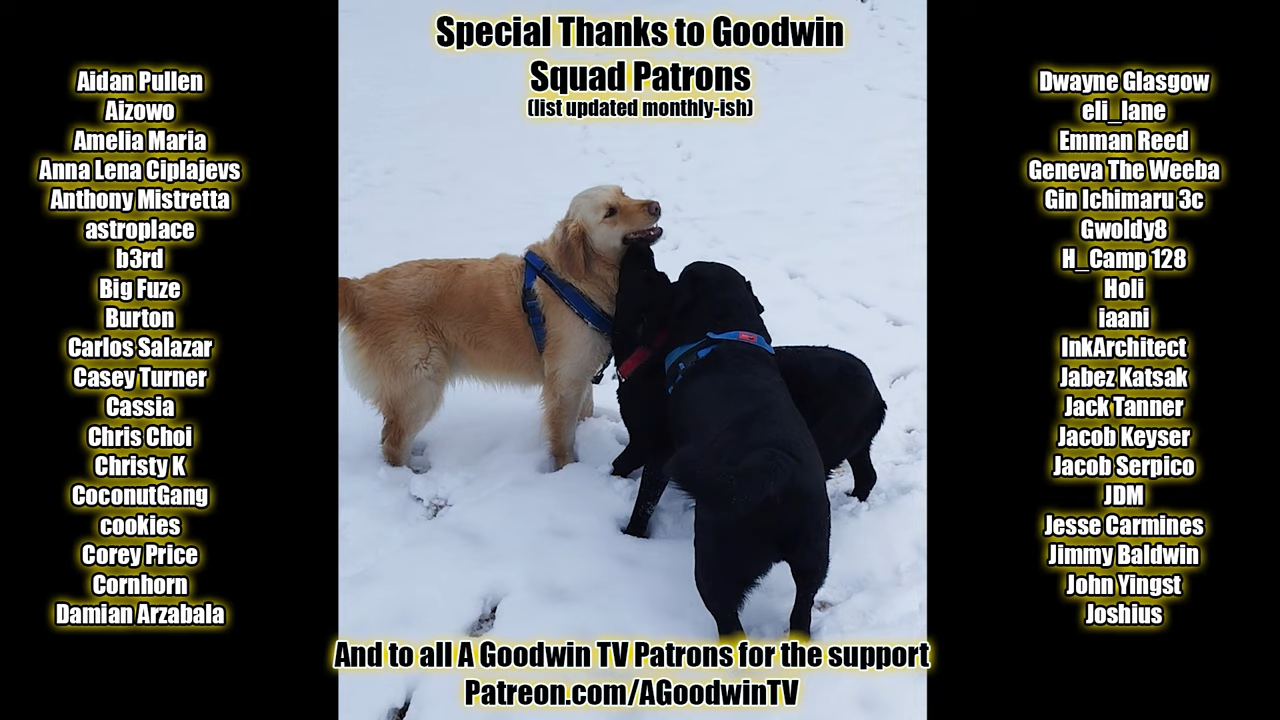 Special Thanks to Goodwin
Squad Patrons
(list updated monthly-ish)
Aidan Pullen
Aizowo
Amelia Maria
Anna Lena Ciplajevs
Anthony Mistretta
astroplace
b3rd
Big Fuze
Burton
Carlos Salazar
Casey Turner
Cassia
Chris Choi
Christy K
CoconutGang
cookies
Corey Price
Cornhorn
Damian Arzabala
Dwayne Glasgow
eli_lane
Emman Reed
Geneva The Weeba
Gin Ichimaru 3c
Gwoldy8
H_Camp 128
Holi
iaani
InkArchitect
Jabez Katsak
Jack Tanner
Jacob Keyser
Jacob Serpico
JDM
Jesse Carmines
Jimmy Baldwin
John Yingst
Joshius
And to all A Goodwin TV Patrons for the support
Patreon.com/AGoodwinTV